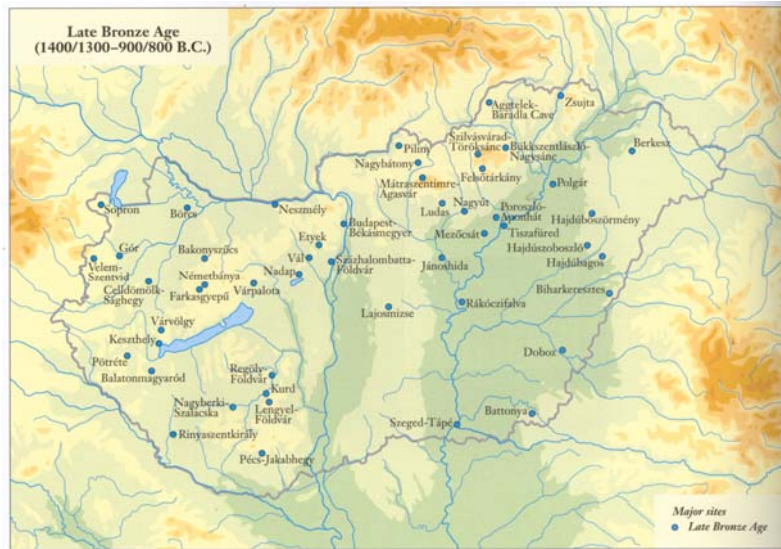 Late Bronze Age
(1400/1300–900/800 B.C.)
Aggtelek-
Baradla Cave
Zsujta
Szilvásvárad-
Töröksánc
Bükkszentlászló-
Nagysánc
Berkesz
Piliny
Nagybátony
Felsőtárkány
Mátraszentimre-
Ágasvár
Polgár
Sopron
Börcs
Neszmély
Ludas
Nagyút
Poroszló-
Aponhát
Hajdúböszörmény
Budapest-
Békásmegyer
Mezőcsát
Tiszafüred
Etyek
Hajdúszoboszló
Gór
Bakonyszűcs
Vál
Százhalombatta-
Földvár
Jánoshida
Hajdúbagos
Velem-
Szentvid
Németbánya
Nadap
Celldömölk-
Sághegy
Farkasgyepű
Várpalota
Biharkeresztes
Lajosmizse
Rákóczifalva
Várvölgy
Keszthely
Doboz
Pötréte
Balatonmagyaród
Regöly-
Földvár
Kurd
Nagyberki-
Szalacska
Lengyel-
Földvár
Szeged-Tápé
Battonya
Rinyaszentkirály
Pécs-Jakabhegy
Major sites
Late Bronze Age